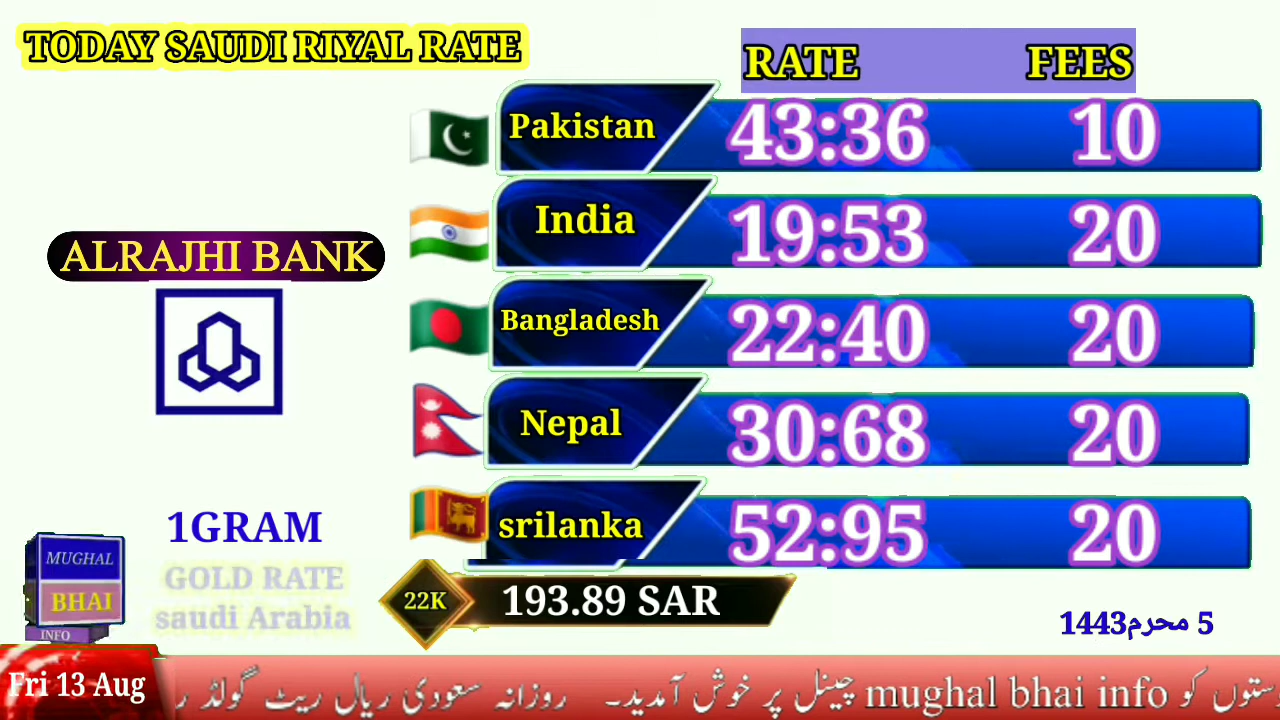 TODAY SAUDI RIYAL RATE
RATE FEES
Pakistan 43:36 10
India 19:53 20
ALRAJHI BANK
Bangladesh 22:40 20
Nepal 30:68 20
srilanka 52:95 20
1GRAM
GOLD RATE
saudi Arabia
22K 193.89 SAR
MUGHAL
BHAI
INFO
5 محرم1443
Fri 13 Aug
کو mughal bhai info چینل پر خوش آمدید۔ روزانہ سعودی ریال ریٹ گولڈ